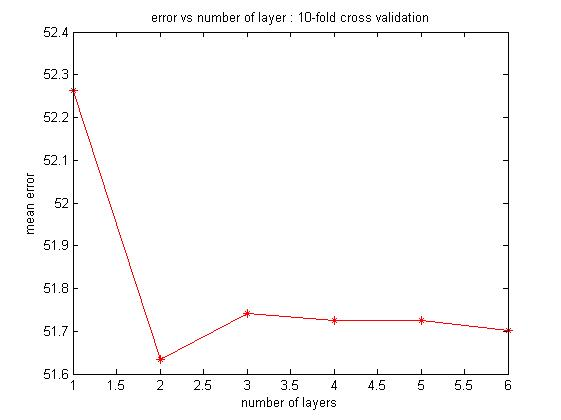 error vs number of layer : 10-fold cross validation
52.4
52.3
52.2
52.1
52
51.9
51.8
51.7
51.6
mean error
1 1.5 2 2.5 3 3.5 4 4.5 5 5.5 6
number of layers